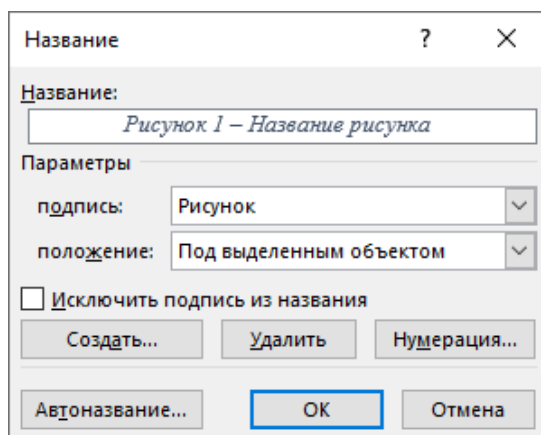 Название ?
Название:
Рисунок 1 – Название рисунка
Параметры
подпись: Рисунок
положение: Под выделенным объектом
Исключить подпись из названия
Создать... Удалить Нумерация...
Автоназвание... ОК Отмена